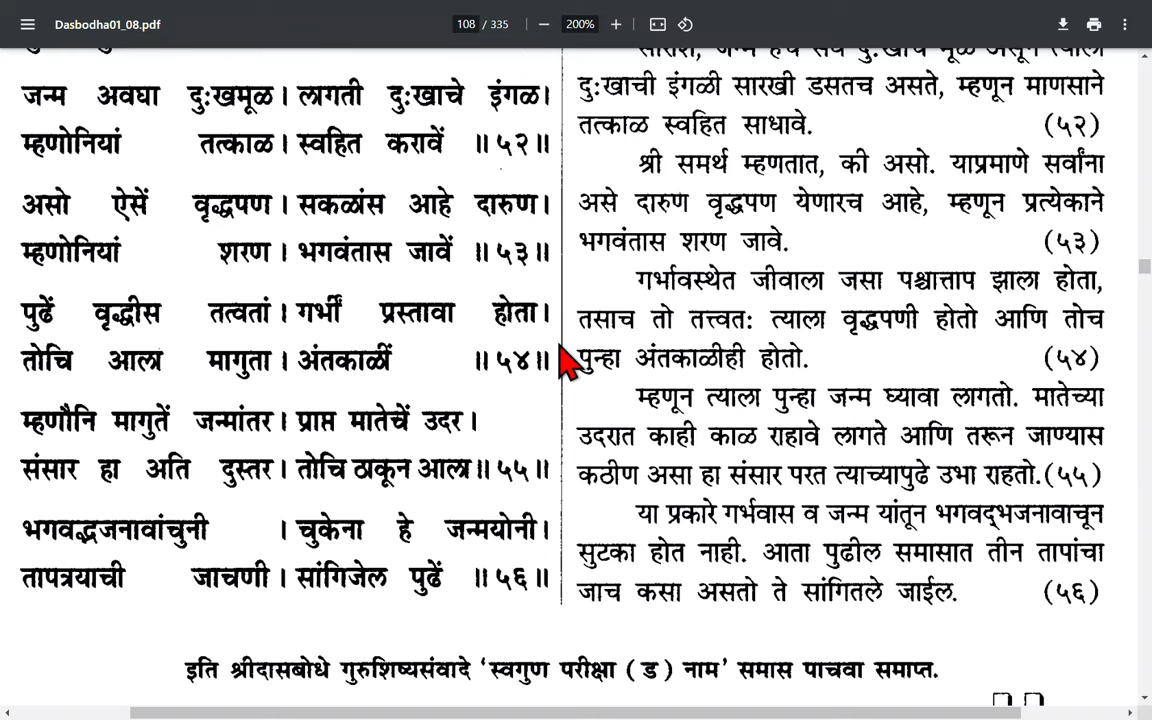 Dasbodha01_08.pdf
108 / 335
200%
जन्म अवघा दुःखमूळ। लागती दुःखाचे इंगळ।
म्हणोनियां तत्काळ। स्वहित करावें ॥५२॥
असो ऐसें वृद्धपण। सकळांस आहे दारुण।
म्हणोनियां शरण। भगवंतास जावें ॥५३॥
पुढें वृद्धीस तत्वतां। गर्भीं प्रस्तावा होता।
तोचि आला मागुता। अंतकाळीं ॥५४॥
म्हणौनि मागुतें जन्मांतर। प्राप्त मातेचें उदर।
संसार हा अति दुस्तर। तोचि ठाकून आला॥५५॥
भगवद्भजनावांचुनी । चुकेना हे जन्मयोनी।
तापत्रयाची जाचणी। सांगिजेल पुढें ॥५६॥
सारांश, जन्म हेच सर्व दुःखाचे मूळ असून त्याला
दुःखाची इंगळी सारखी डसतच असते, म्हणून माणसाने
तत्काळ स्वहित साधावे. (५२)
श्री समर्थ म्हणतात, की असो. याप्रमाणे सर्वांना
असे दारुण वृद्धपण येणारच आहे, म्हणून प्रत्येकाने
भगवंतास शरण जावे. (५३)
गर्भावस्थेत जीवाला जसा पश्चात्ताप झाला होता,
तसाच तो तत्त्वत: त्याला वृद्धपणी होतो आणि तोच
पुन्हा अंतकाळीही होतो. (५४)
म्हणून त्याला पुन्हा जन्म घ्यावा लागतो. मातेच्या
उदरात काही काळ राहावे लागते आणि तरून जाण्यास
कठीण असा हा संसार परत त्याच्यापुढे उभा राहतो.(५५)
या प्रकारे गर्भवास व जन्म यांतून भगवद्‌भजनावाचून
सुटका होत नाही. आता पुढील समासात तीन तापांचा
जाच कसा असतो ते सांगितले जाईल. (५६)
इति श्रीदासबोधे गुरुशिष्यसंवादे ‘स्वगुण परीक्षा (ड) नाम’ समास पाचवा समाप्त.